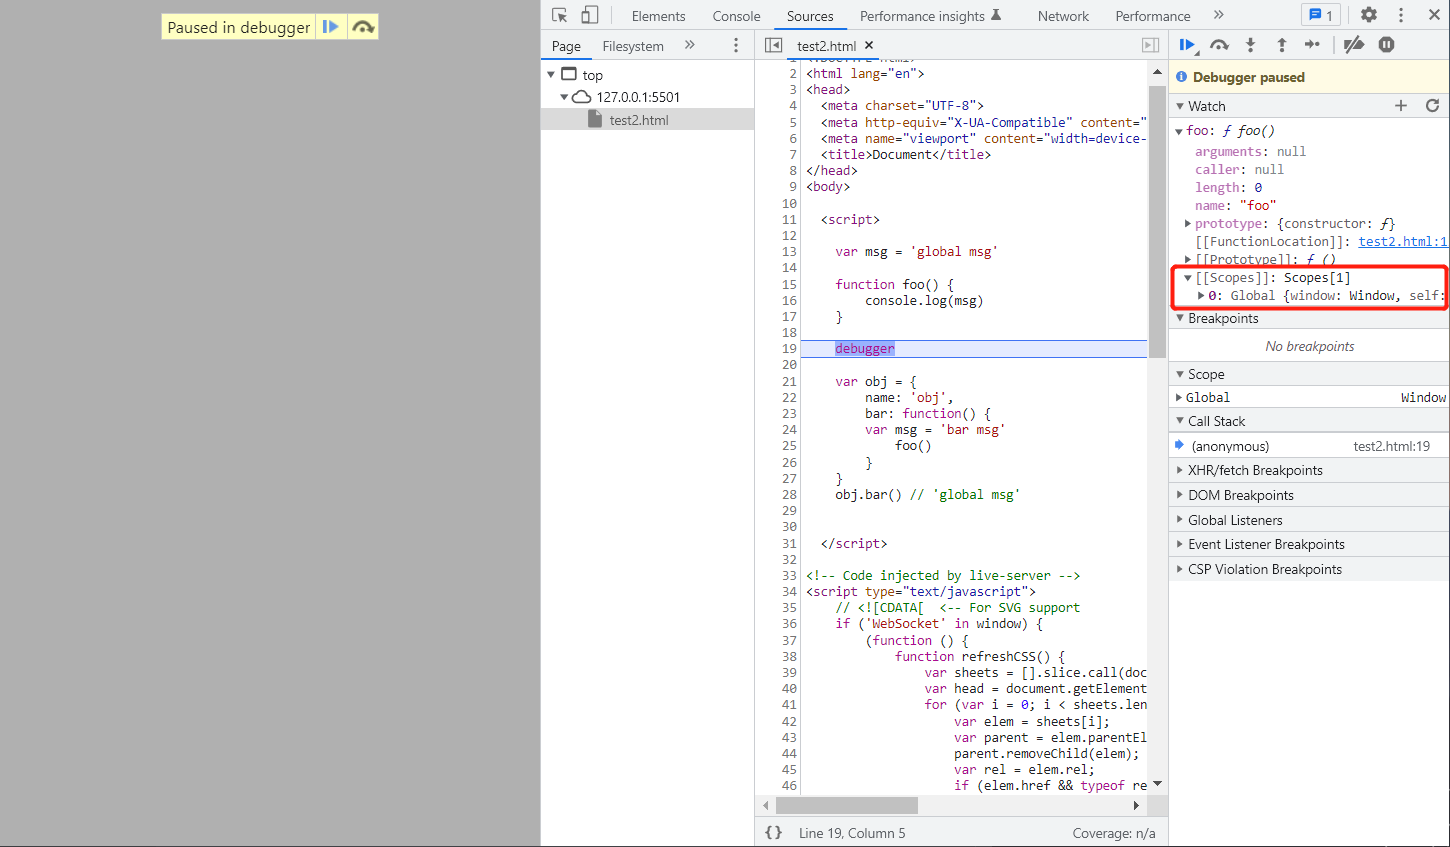 Paused in debugger
Elements Console Sources Performance insights Network Performance » 1
Page Filesystem »
test2.html ×
top
127.0.0.1:5501
test2.html
2 <html lang="en">
3 <head>
4 <meta charset="UTF-8">
5 <meta http-equiv="X-UA-Compatible" content="
6 <meta name="viewport" content="width=device-
7 <title>Document</title>
8 </head>
9 <body>
10
11 <script>
12
13 var msg = 'global msg'
14
15 function foo() {
16 console.log(msg)
17 }
18
19 debugger
20
21 var obj = {
22 name: 'obj',
23 bar: function() {
24 var msg = 'bar msg'
25 foo()
26 }
27 }
28 obj.bar() // 'global msg'
29
30
31 </script>
32
33 <!-- Code injected by live-server -->
34 <script type="text/javascript">
35 // <![CDATA[ <-- For SVG support
36 if ('WebSocket' in window) {
37 (function () {
38 function refreshCSS() {
39 var sheets = [].slice.call(doc
40 var head = document.getElement
41 for (var i = 0; i < sheets.len
42 var elem = sheets[i];
43 var parent = elem.parentEl
44 parent.removeChild(elem);
45 var rel = elem.rel;
46 if (elem.href && typeof re
{} Line 19, Column 5 Coverage: n/a
Debugger paused
Watch
foo: ƒ foo()
arguments: null
caller: null
length: 0
name: "foo"
prototype: {constructor: ƒ}
[[FunctionLocation]]: test2.html:1
[[Prototype]]: ƒ ()
[[Scopes]]: Scopes[1]
0: Global {window: Window, self:
Breakpoints
No breakpoints
Scope
Global Window
Call Stack
(anonymous) test2.html:19
XHR/fetch Breakpoints
DOM Breakpoints
Global Listeners
Event Listener Breakpoints
CSP Violation Breakpoints